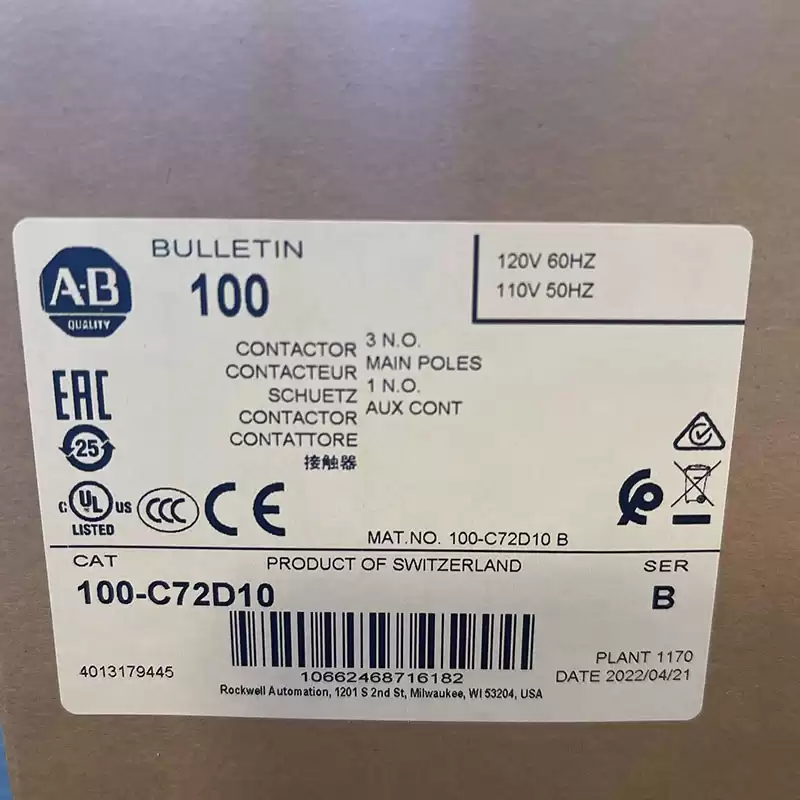 A-B
QUALITY
BULLETIN
100
120V 60HZ
110V 50HZ
CONTACTOR
CONTACTEUR
SCHUETZ
CONTACTOR
CONTATTORE
接触器
3 N.O.
MAIN POLES
1 N.O.
AUX CONT
EAC
25
C UL US
LISTED
CCC
CE
MAT.NO. 100-C72D10 B
CAT
PRODUCT OF SWITZERLAND
SER
100-C72D10
B
4013179445
10662468716182
PLANT 1170
DATE 2022/04/21
Rockwell Automation, 1201 S 2nd St, Milwaukee, WI 53204, USA